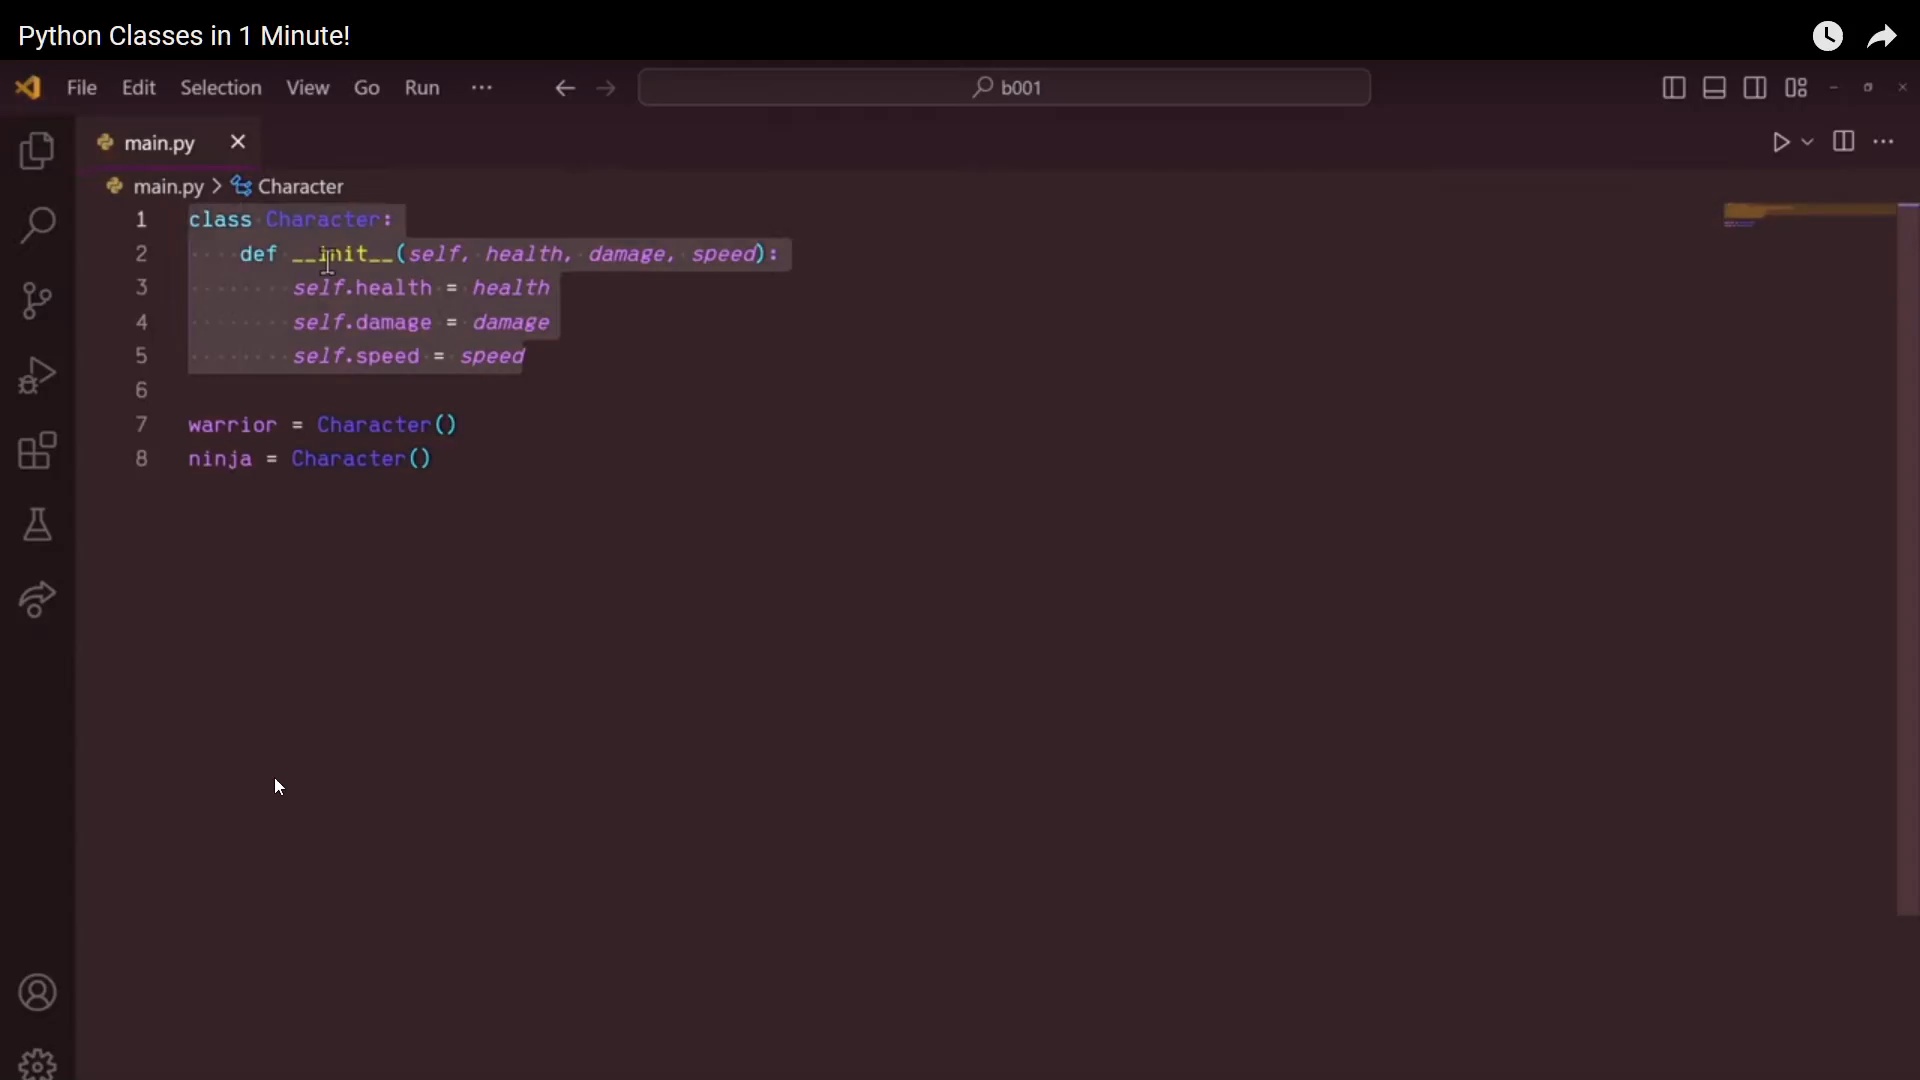 Python Classes in 1 Minute!
File Edit Selection View Go Run ... b001
main.py
main.py > Character
1 class Character:
2     def __init__(self, health, damage, speed):
3         self.health = health
4         self.damage = damage
5         self.speed = speed
6
7 warrior = Character()
8 ninja = Character()